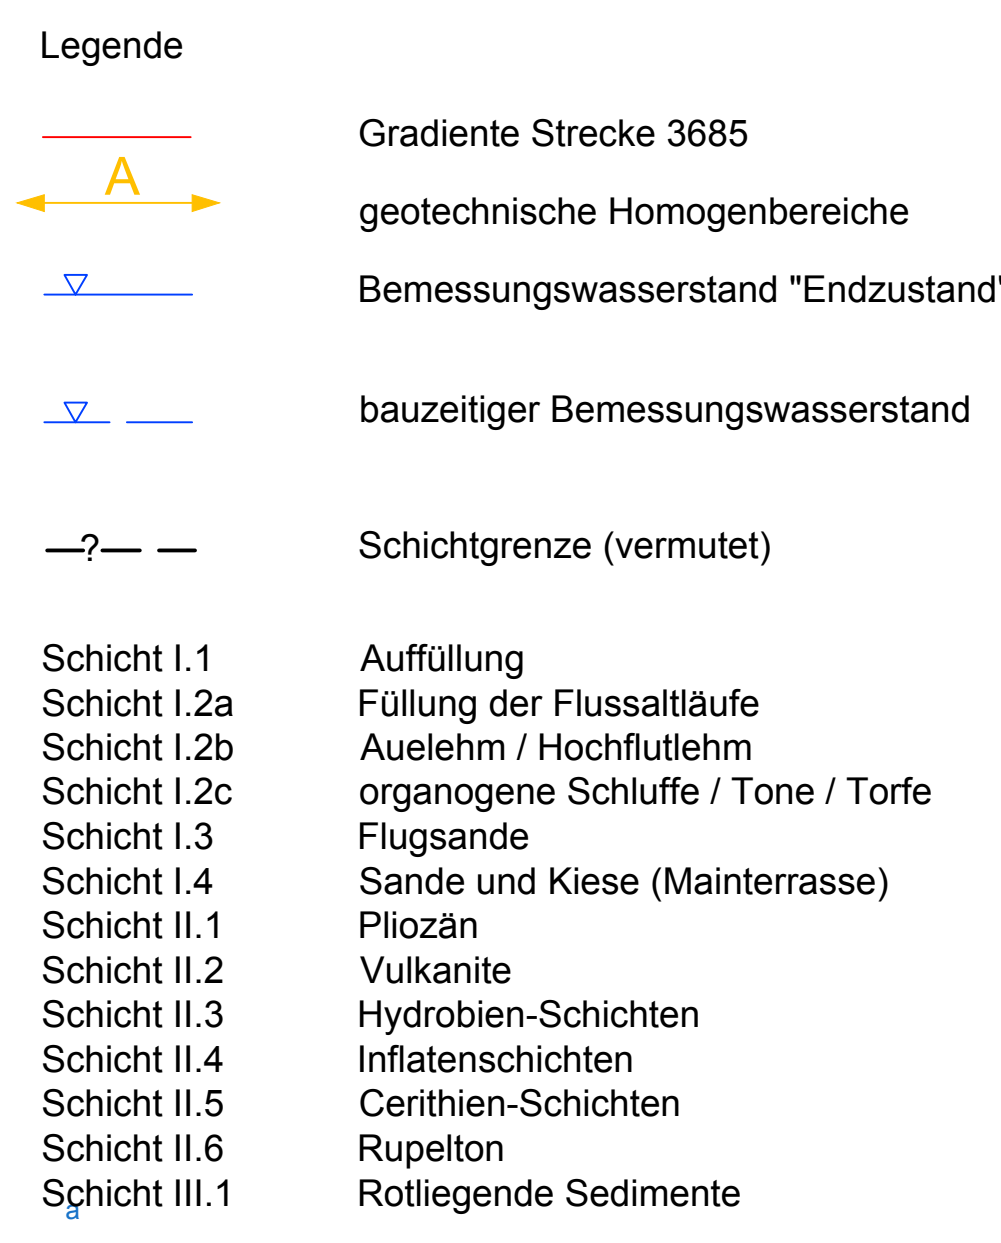 Legende
Gradiente Strecke 3685
A
geotechnische Homogenbereiche
Bemessungswasserstand "Endzustand"
bauzeitiger Bemessungswasserstand
? Schichtgrenze (vermutet)
Schicht I.1 Auffüllung
Schicht I.2a Füllung der Flussaltläufe
Schicht I.2b Auelehm / Hochflutlehm
Schicht I.2c organogene Schluffe / Tone / Torfe
Schicht I.3 Flugsande
Schicht I.4 Sande und Kiese (Mainterrasse)
Schicht II.1 Pliozän
Schicht II.2 Vulkanite
Schicht II.3 Hydrobien-Schichten
Schicht II.4 Inflatenschichten
Schicht II.5 Cerithien-Schichten
Schicht II.6 Rupelton
Schicht III.1 Rotliegende Sedimente
a